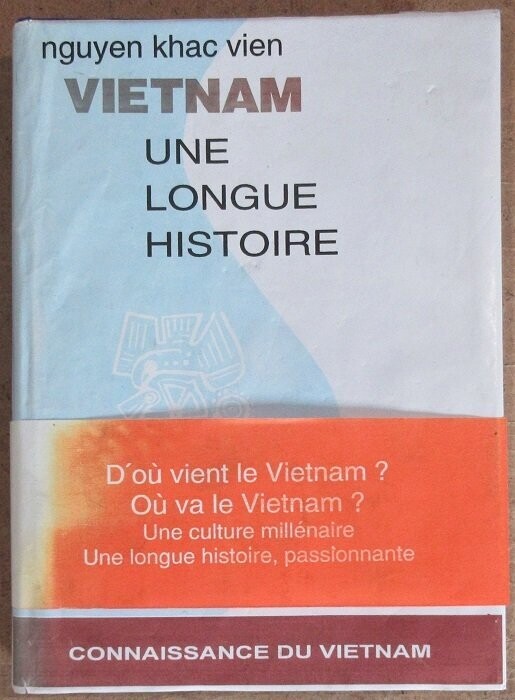 nguyen khac vien
VIETNAM
UNE
LONGUE
HISTOIRE
D'où vient le Vietnam ?
Où va le Vietnam ?
Une culture millénaire
Une longue histoire, passionnante
CONNAISSANCE DU VIETNAM